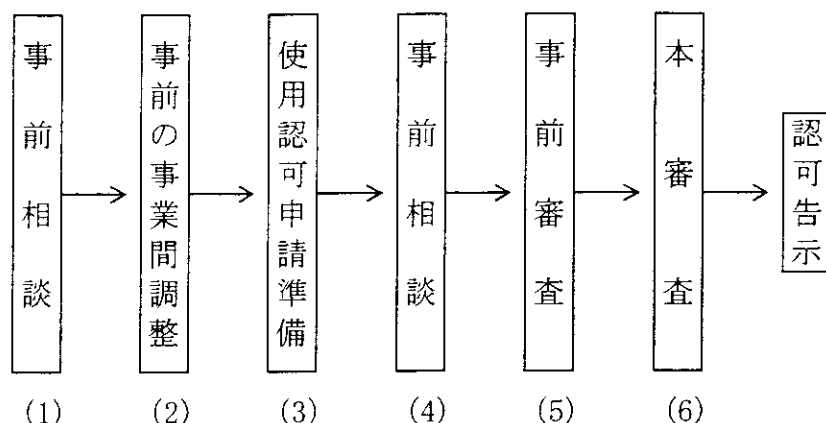 事前相談
事前の事業間調整
使用認可申請準備
事前相談
事前審査
本審査
認可告示
(1)
(2)
(3)
(4)
(5)
(6)